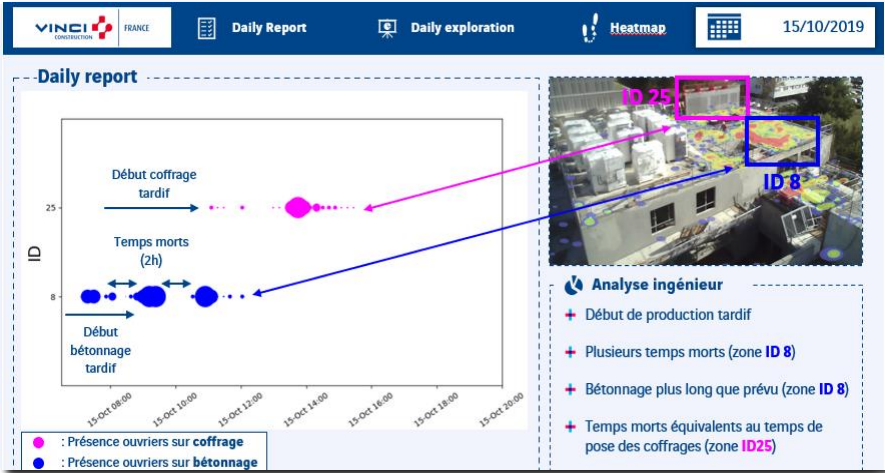 VINCI
CONSTRUCTION
FRANCE
Daily Report
Daily exploration
Heatmap
15/10/2019
Daily report
ID 25
ID 8
Début coffrage
tardif
Temps morts
(2h)
Début
bétonnage
tardif
ID
25
8
15-Oct 08:00
15-Oct 10:00
15-Oct 12:00
15-Oct 14:00
15-Oct 16:00
15-Oct 18:00
15-Oct 20:00
: Présence ouvriers sur coffrage
: Présence ouvriers sur bétonnage
Analyse ingénieur
Début de production tardif
Plusieurs temps morts (zone ID 8)
Bétonnage plus long que prévu (zone ID 8)
Temps morts équivalents au temps de
pose des coffrages (zone ID25)